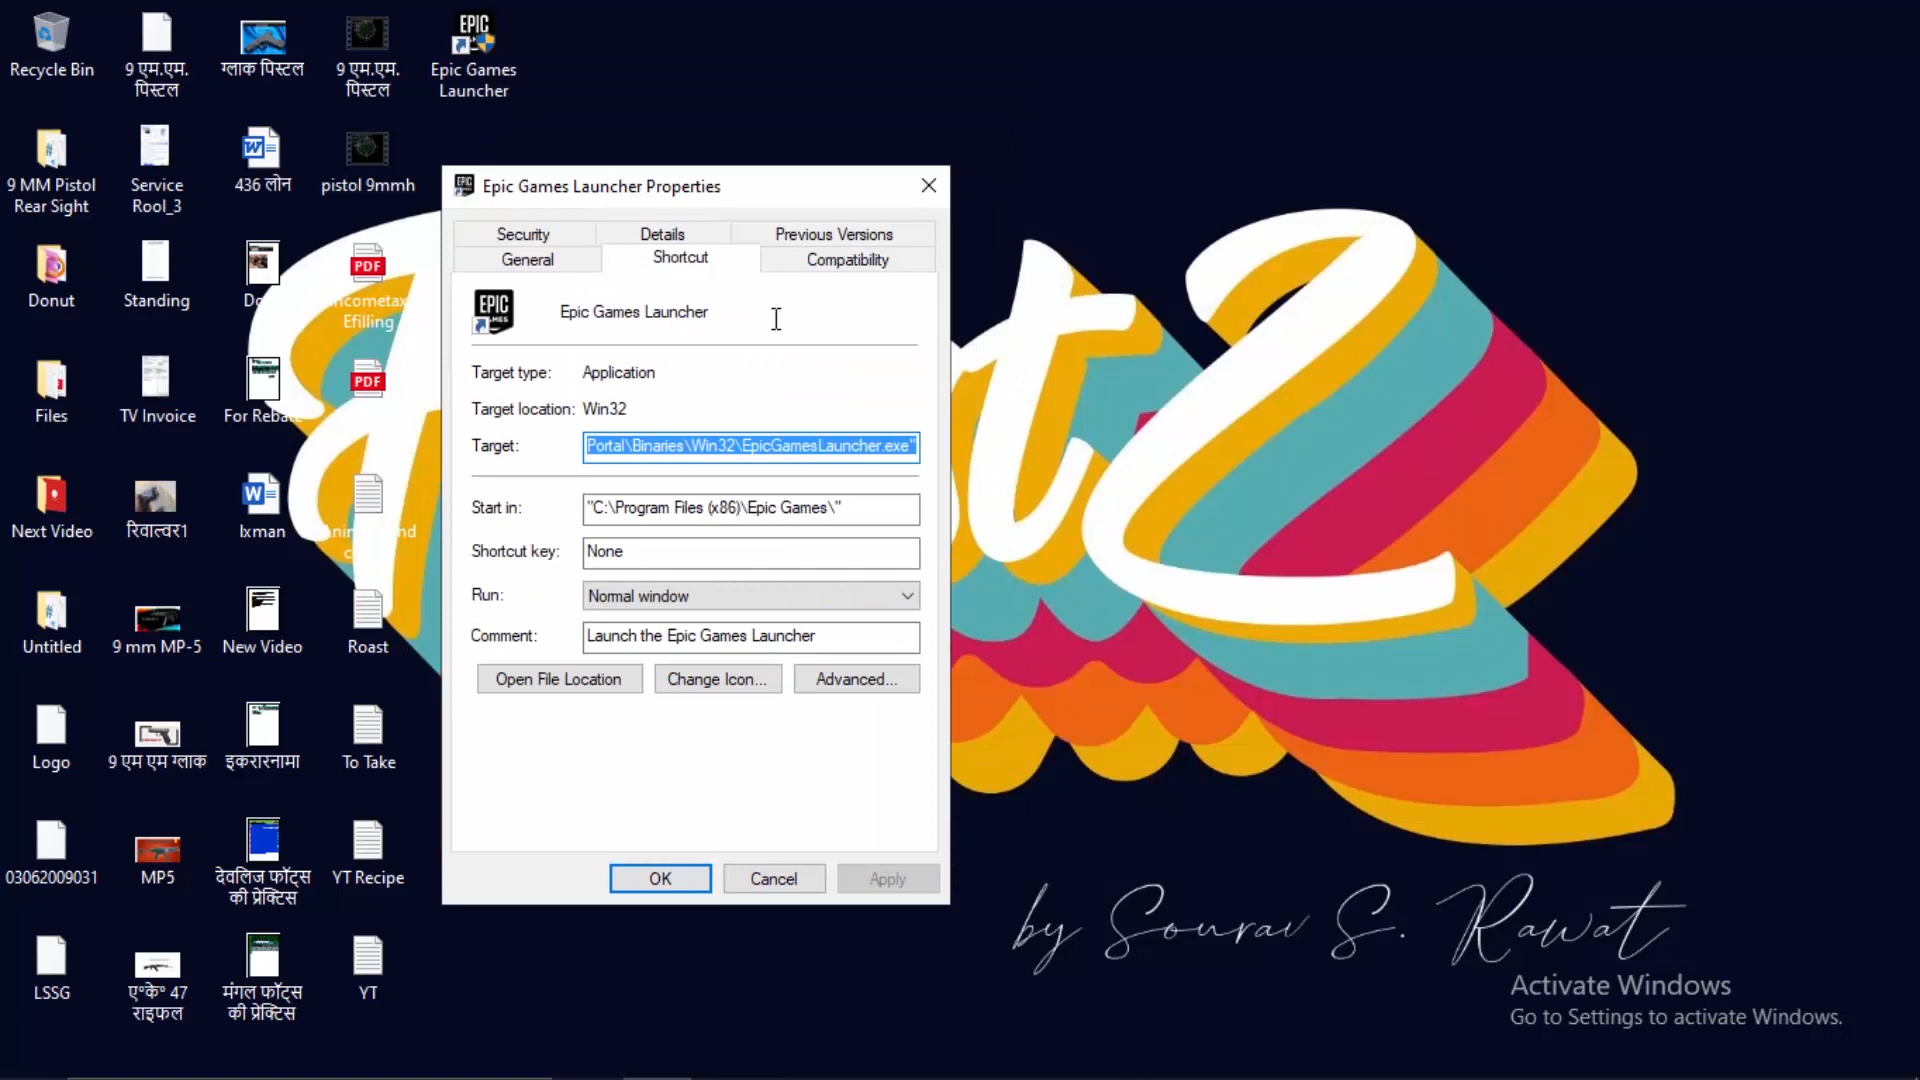 Recycle Bin
9 एम.एम.
पिस्टल
ग्लाक पिस्टल
9 एम.एम.
पिस्टल
EPIC
Epic Games
Launcher
9 MM Pistol
Rear Sight
Service
Rool_3
436 लोन
pistol 9mmh
Donut
Standing
PDF
Incometax
Efilling
Files
TV Invoice
For Rebate
PDF
Next Video
रिवाल्वर1
lxman
Untitled
9 mm MP-5
New Video
Roast
Logo
9 एम एम ग्लाक
इकरारनामा
To Take
03062009031
MP5
देवलिज फॉट्स
की प्रेक्टिस
YT Recipe
LSSG
ए°के° 47
राइफल
मंगल फॉट्स
की प्रेक्टिस
YT
Epic Games Launcher Properties
Security
Details
Previous Versions
General
Shortcut
Compatibility
EPIC
Epic Games Launcher
Target type: Application
Target location: Win32
Target: Portal\Binaries\Win32\EpicGamesLauncher.exe"
Start in: "C:\Program Files (x86)\Epic Games\"
Shortcut key: None
Run: Normal window
Comment: Launch the Epic Games Launcher
Open File Location
Change Icon...
Advanced...
OK
Cancel
Apply
by Sourav S. Rawat
Activate Windows
Go to Settings to activate Windows.